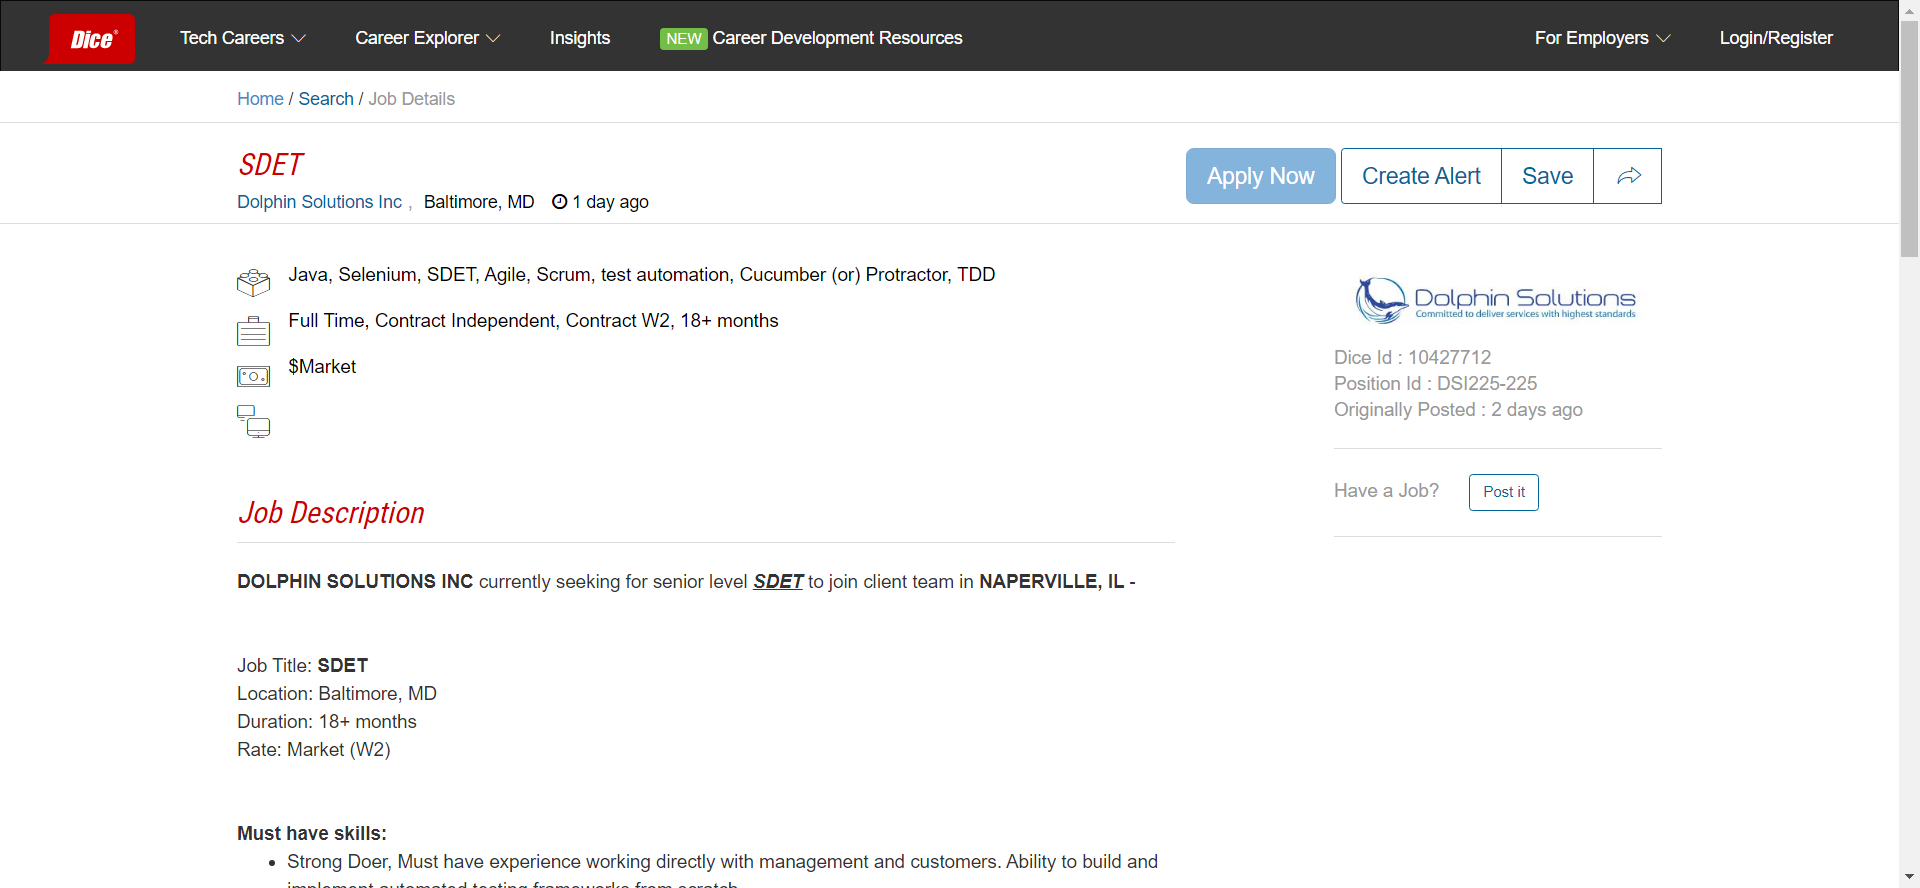 Dice® Tech Careers Career Explorer Insights NEW Career Development Resources For Employers Login/Register
Home / Search / Job Details
SDET
Dolphin Solutions Inc , Baltimore, MD 1 day ago
Apply Now Create Alert Save
Java, Selenium, SDET, Agile, Scrum, test automation, Cucumber (or) Protractor, TDD
Full Time, Contract Independent, Contract W2, 18+ months
$Market
Dolphin Solutions
Committed to deliver services with highest standards
Dice Id : 10427712
Position Id : DSI225-225
Originally Posted : 2 days ago
Have a Job? Post it
Job Description
DOLPHIN SOLUTIONS INC currently seeking for senior level SDET to join client team in NAPERVILLE, IL -
Job Title: SDET
Location: Baltimore, MD
Duration: 18+ months
Rate: Market (W2)
Must have skills:
• Strong Doer, Must have experience working directly with management and customers. Ability to build and
implement automated testing frameworks from scratch